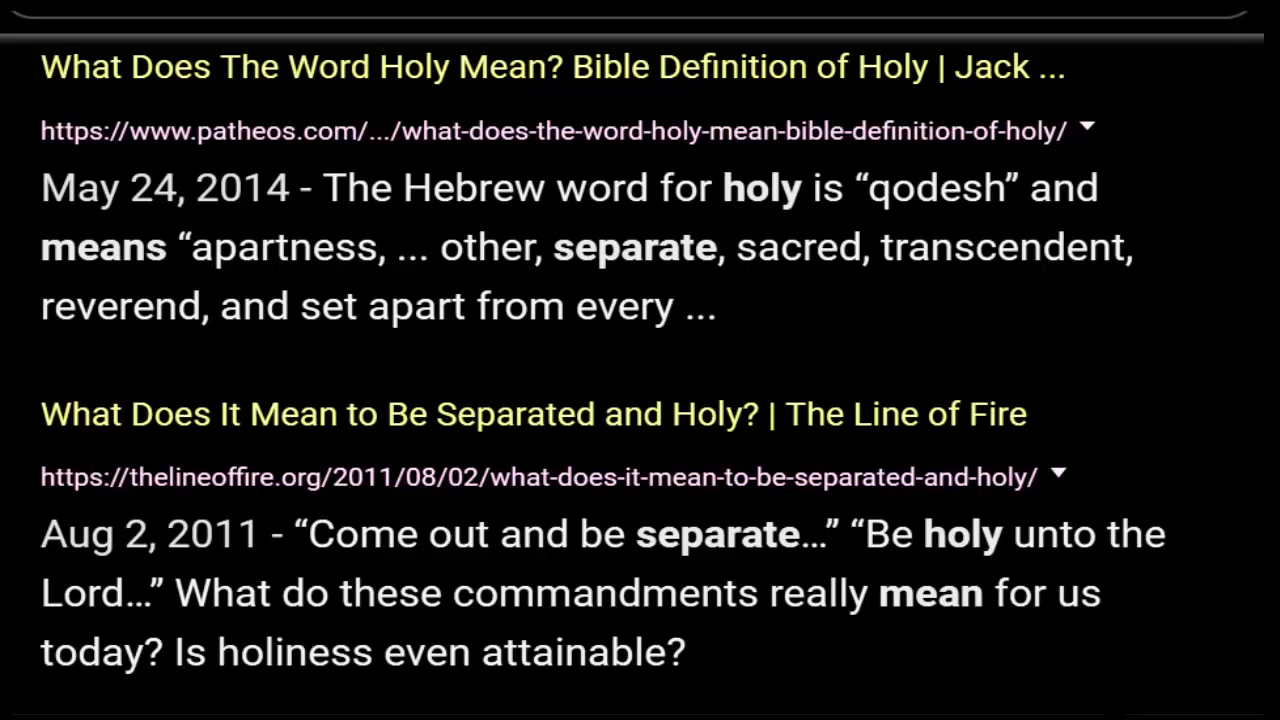 What Does The Word Holy Mean? Bible Definition of Holy | Jack ...
https://www.patheos.com/.../what-does-the-word-holy-mean-bible-definition-of-holy/
May 24, 2014 - The Hebrew word for holy is “qodesh” and
means “apartness, ... other, separate, sacred, transcendent,
reverend, and set apart from every ...
What Does It Mean to Be Separated and Holy? | The Line of Fire
https://thelineoffire.org/2011/08/02/what-does-it-mean-to-be-separated-and-holy/
Aug 2, 2011 - “Come out and be separate...” “Be holy unto the
Lord...” What do these commandments really mean for us
today? Is holiness even attainable?